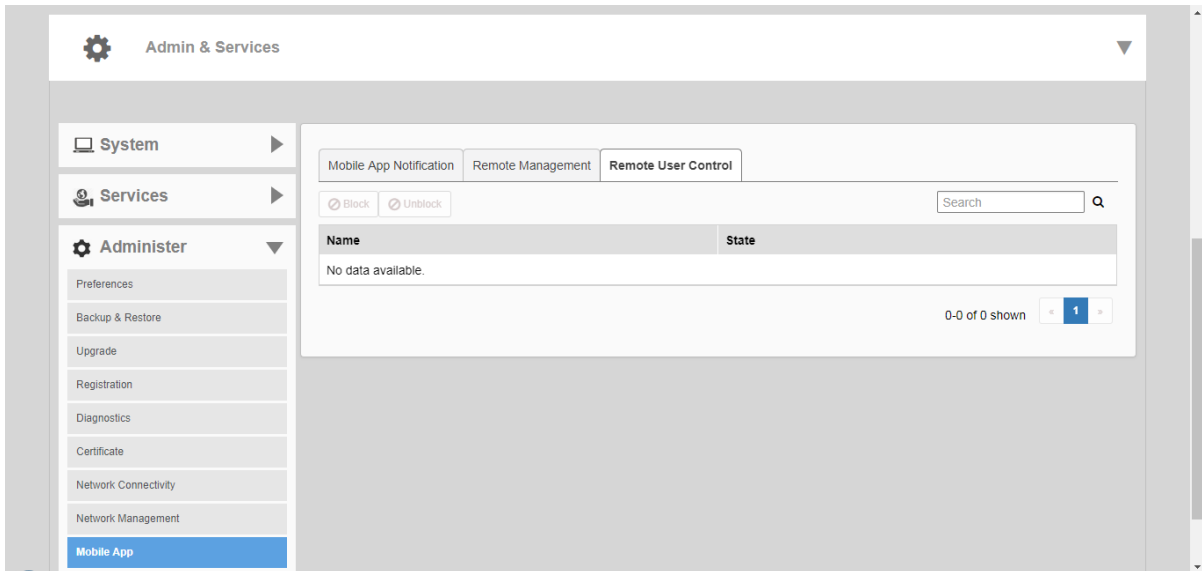 Admin & Services
System
Services
Administer
Preferences
Backup & Restore
Upgrade
Registration
Diagnostics
Certificate
Network Connectivity
Network Management
Mobile App
Mobile App Notification Remote Management Remote User Control
Block Unblock Search
Name State
No data available.
0-0 of 0 shown « 1 »